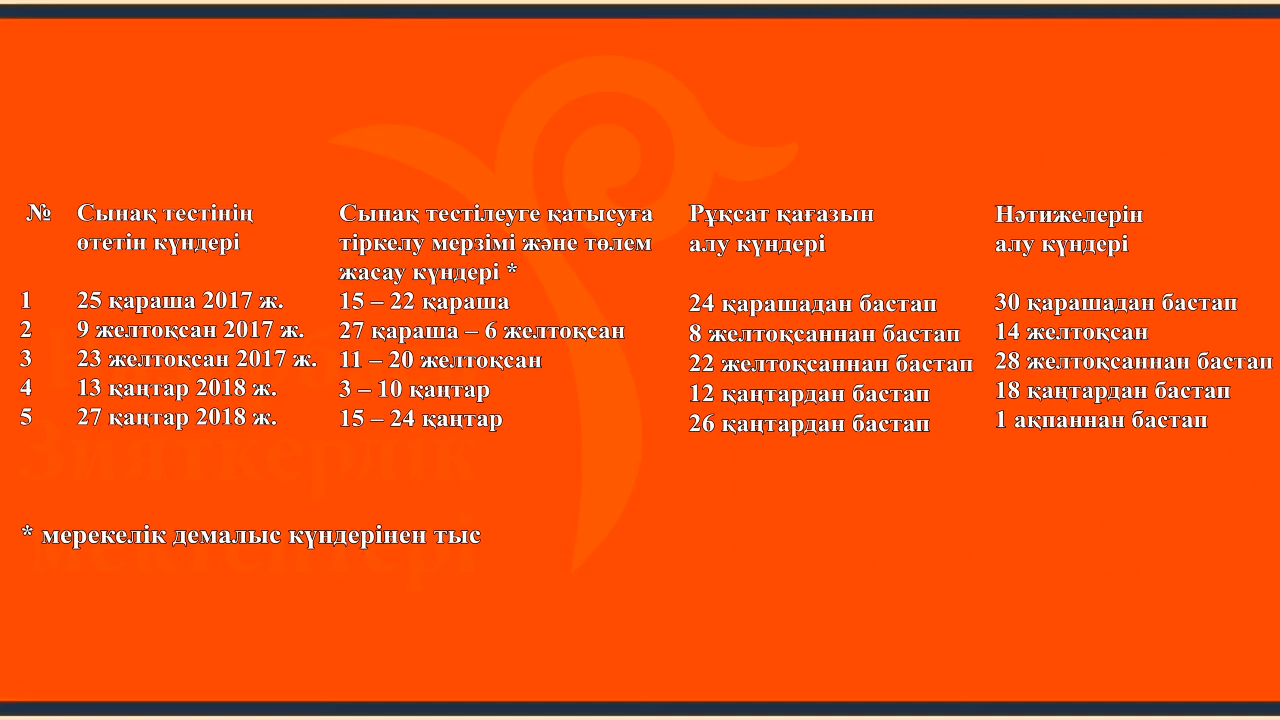 № Сынақ тестінің Сынақ тестілеуге қатысуға Рұқсат қағазын Нәтижелерін
өтетін күндері тіркелу мерзімі және төлем алу күндері алу күндері
жасау күндері *
1 25 қараша 2017 ж. 15 – 22 қараша 24 қарашадан бастап 30 қарашадан бастап
2 9 желтоқсан 2017 ж. 27 қараша – 6 желтоқсан 8 желтоқсаннан бастап 14 желтоқсан
3 23 желтоқсан 2017 ж. 11 – 20 желтоқсан 22 желтоқсаннан бастап 28 желтоқсаннан бастап
4 13 қаңтар 2018 ж. 3 – 10 қаңтар 12 қаңтардан бастап 18 қаңтардан бастап
5 27 қаңтар 2018 ж. 15 – 24 қаңтар 26 қаңтардан бастап 1 ақпаннан бастап
Зияткерлік
* мерекелік демалыс күндерінен тыс
мектептері